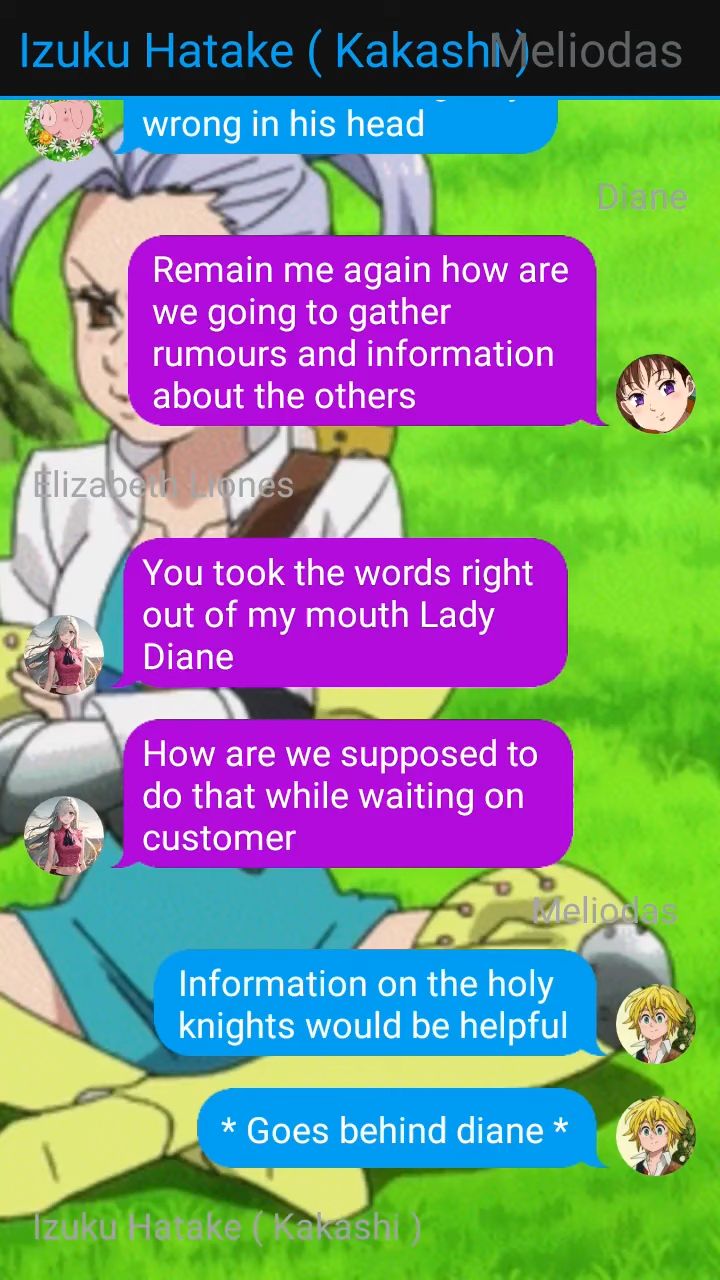 Izuku Hatake ( Kakashi )
Meliodas
wrong in his head
Diane
Remain me again how are
we going to gather
rumours and information
about the others
Elizabeth Liones
You took the words right
out of my mouth Lady
Diane
How are we supposed to
do that while waiting on
customer
Meliodas
Information on the holy
knights would be helpful
* Goes behind diane *
Izuku Hatake ( Kakashi )